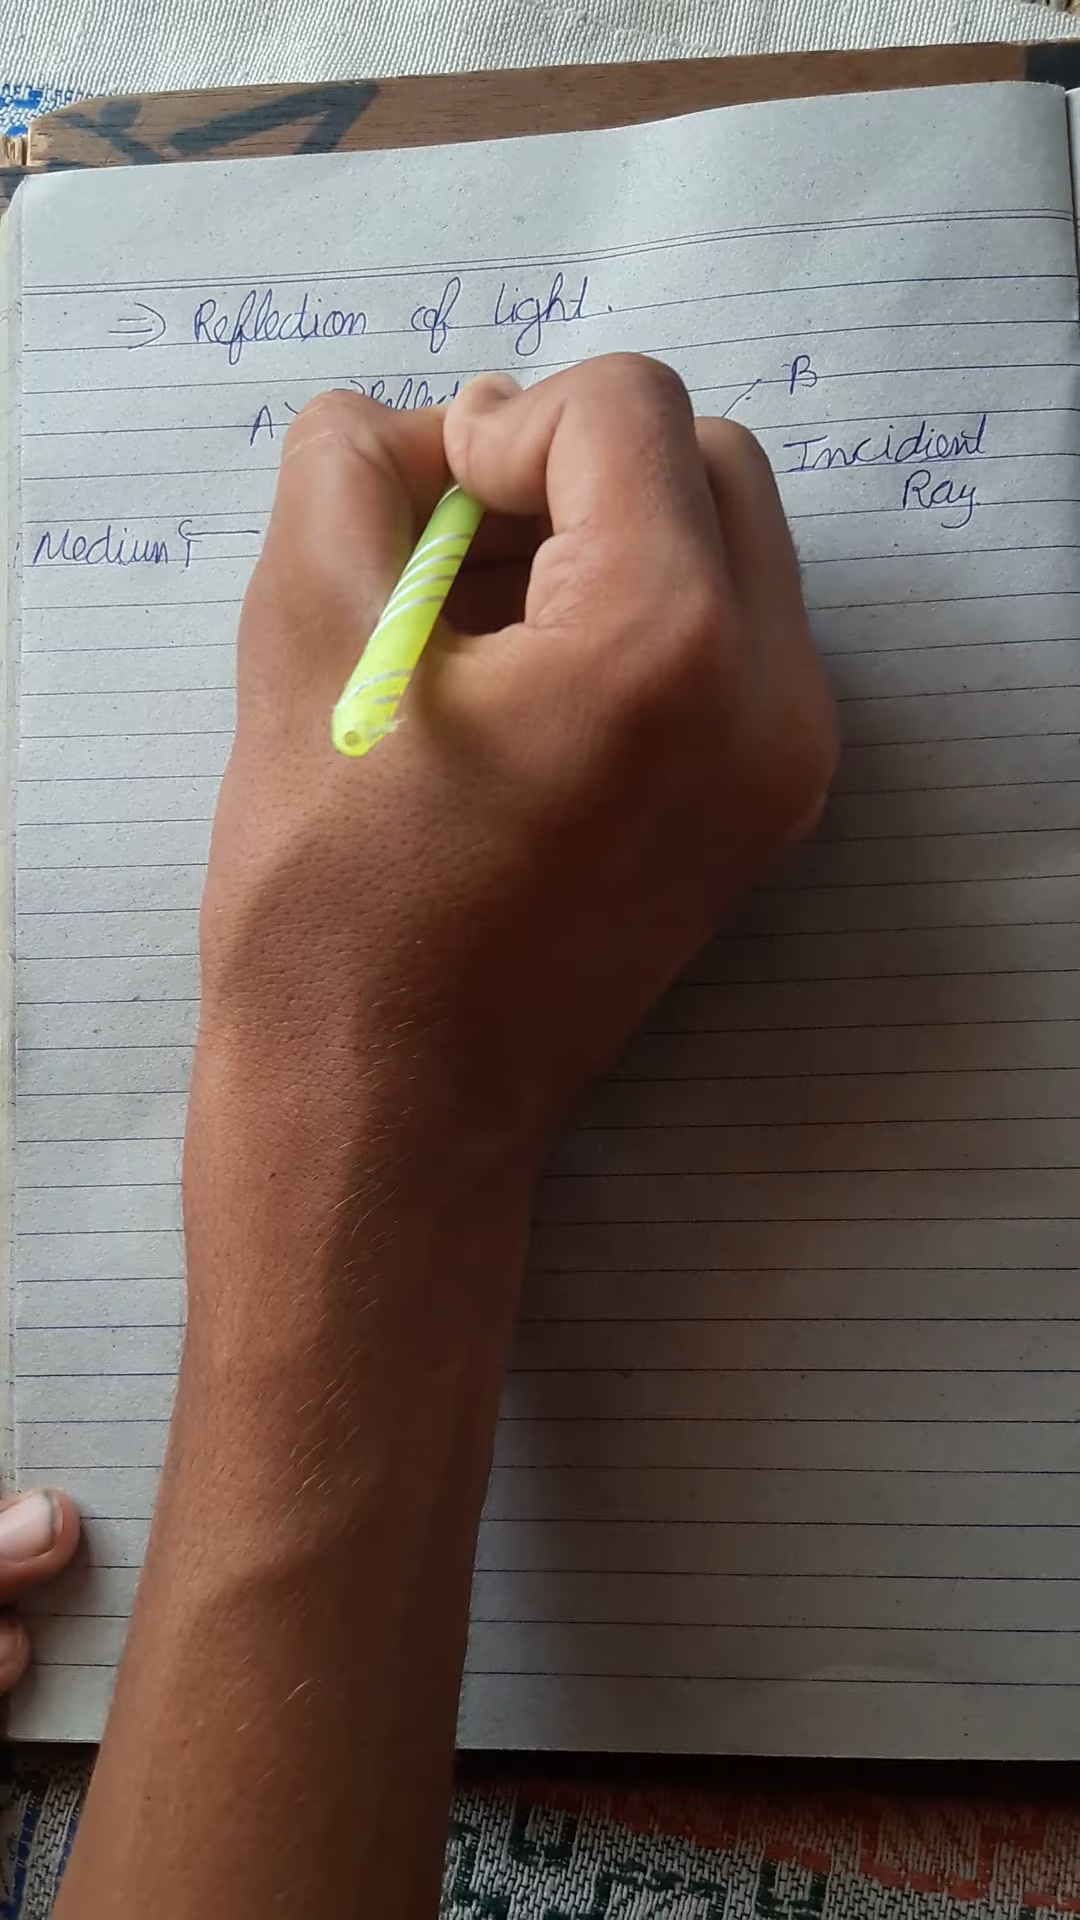 ⇒ Reflection of light.
B
A
Incidient
Ray
Medium